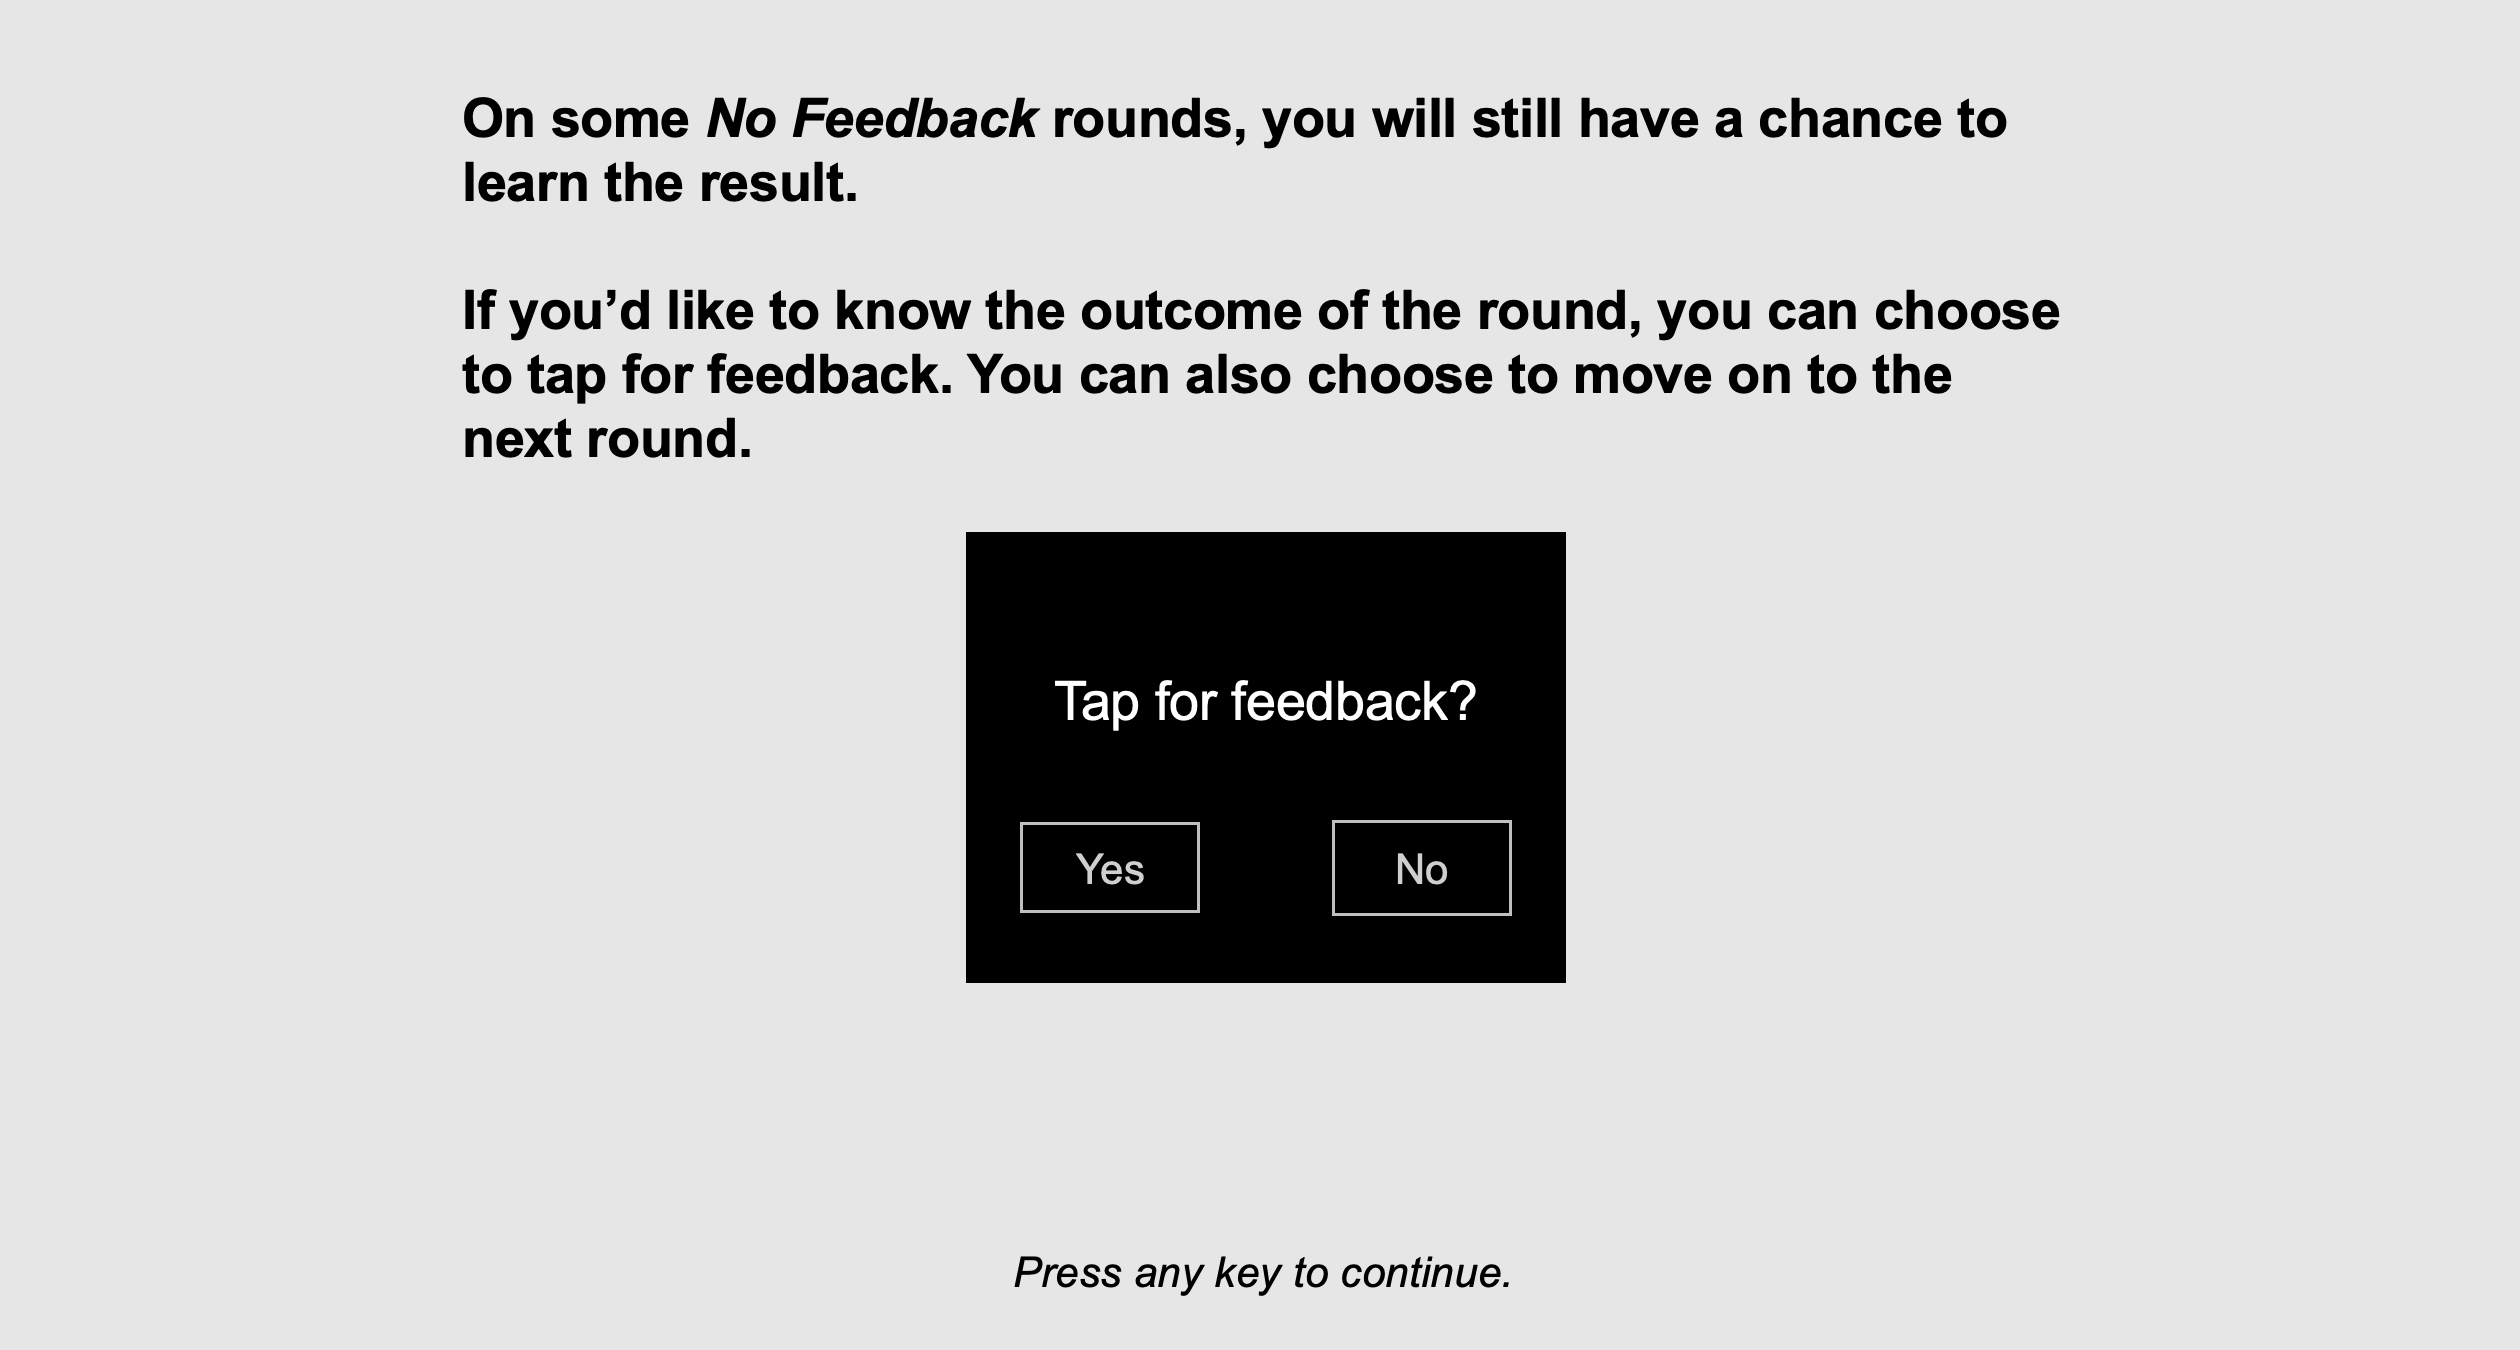 On some No Feedback rounds, you will still have a chance to
learn the result.
If you’d like to know the outcome of the round, you can choose
to tap for feedback. You can also choose to move on to the
next round.
Tap for feedback?
Yes No
Press any key to continue.